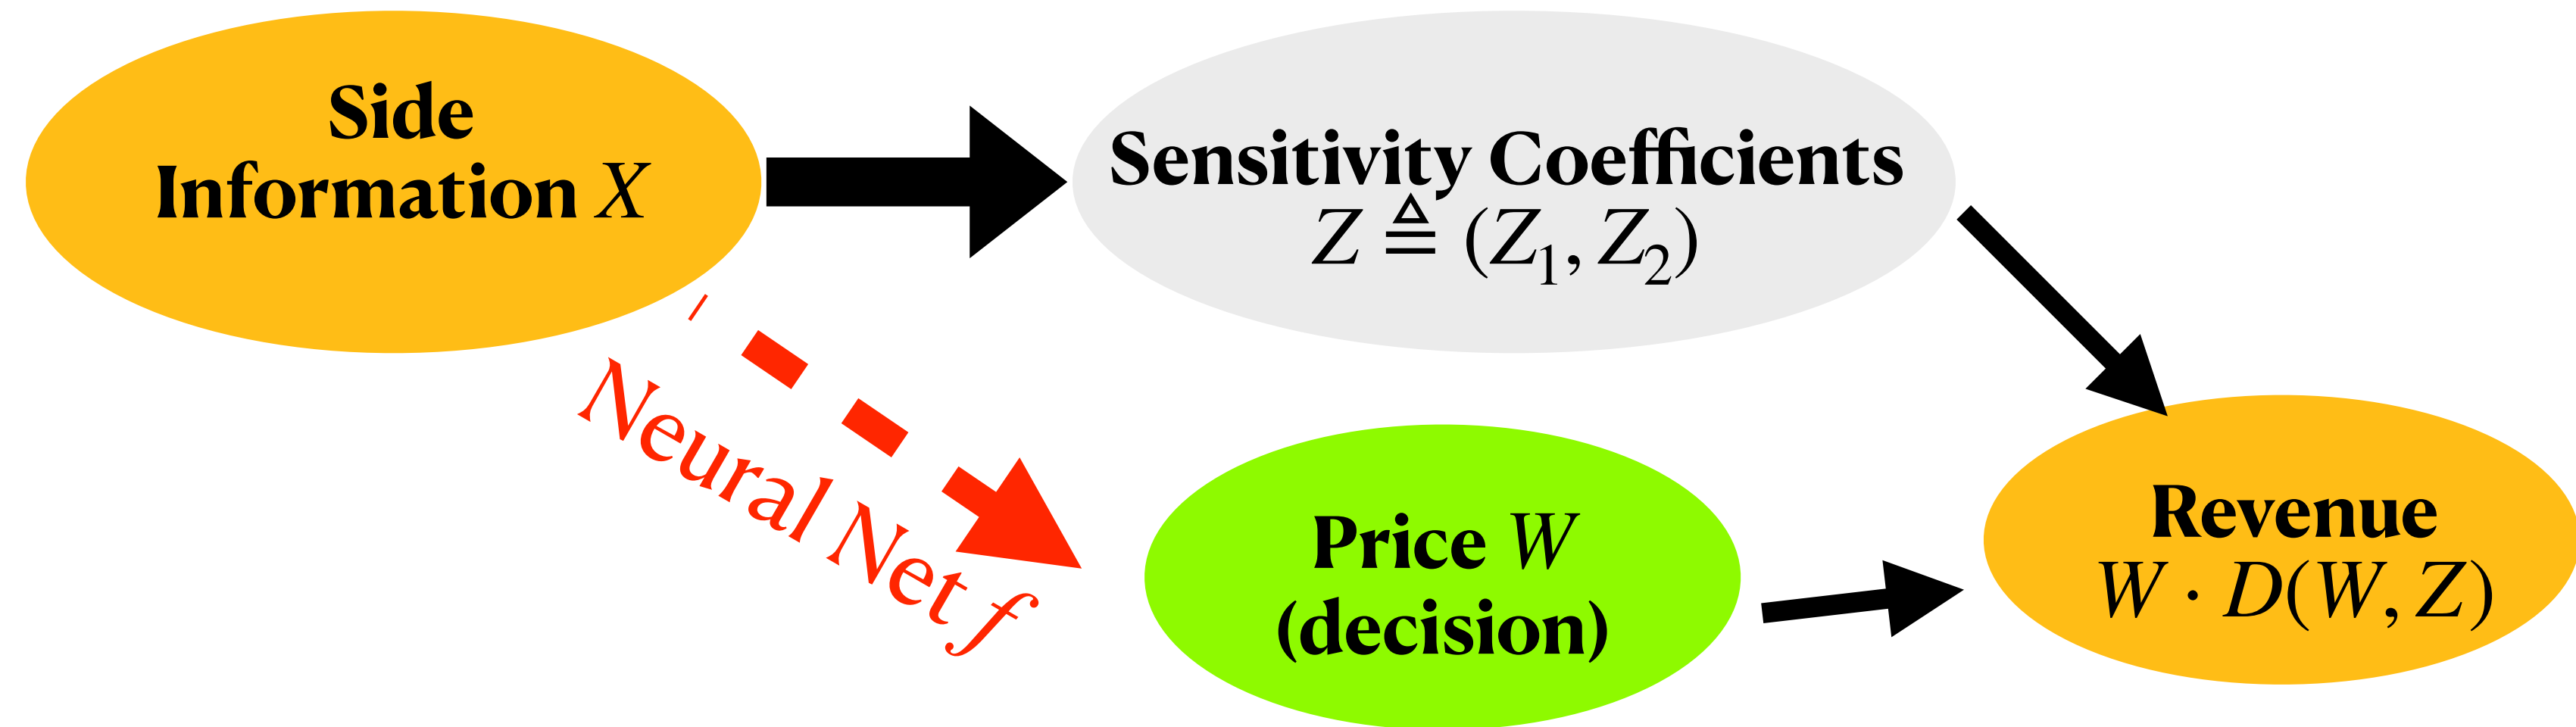 Side
Information X
Sensitivity Coefficients
Z ≜ (Z₁, Z₂)
Neural Net f
Price W
(decision)
Revenue
W · D(W, Z)